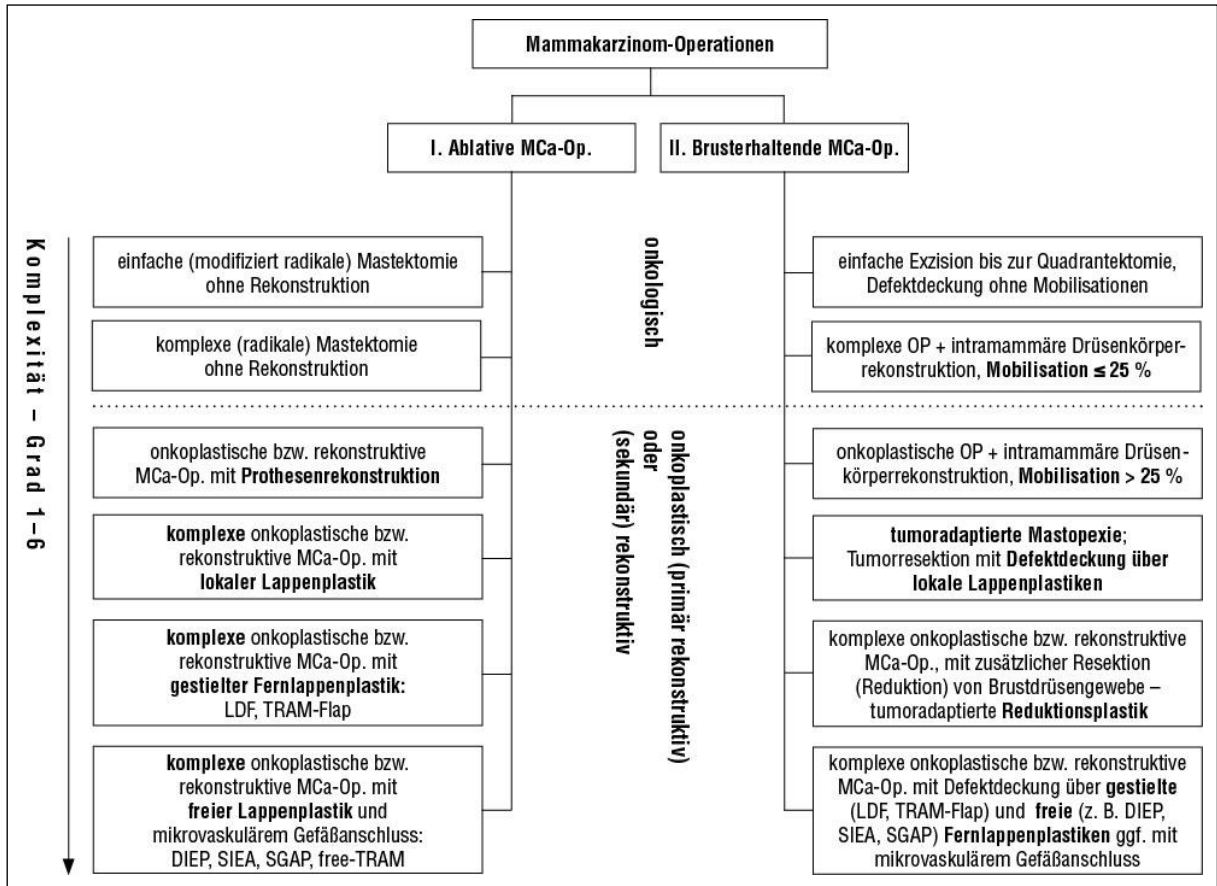 Mammakarzinom-Operationen
I. Ablative MCa-Op.
II. Brusterhaltende MCa-Op.
Komplexität – Grad 1–6
einfache (modifiziert radikale) Mastektomie
ohne Rekonstruktion
komplexe (radikale) Mastektomie
ohne Rekonstruktion
onkoplastische bzw. rekonstruktive
MCa-Op. mit Prothesenrekonstruktion
komplexe onkoplastische bzw.
rekonstruktive MCa-Op. mit
lokaler Lappenplastik
komplexe onkoplastische bzw.
rekonstruktive MCa-Op. mit
gestielter Fernlappenplastik:
LDF, TRAM-Flap
komplexe onkoplastische bzw.
rekonstruktive MCa-Op. mit
freier Lappenplastik und
mikrovaskulärem Gefäßanschluss:
DIEP, SIEA, SGAP, free-TRAM
onkologisch
onkoplastisch (primär rekonstruktiv)
oder
(sekundär) rekonstruktiv
einfache Exzision bis zur Quadrantektomie,
Defektdeckung ohne Mobilisationen
komplexe OP + intramammäre Drüsenkörper-
rekonstruktion, Mobilisation ≤ 25 %
onkoplastische OP + intramammäre Drüsen-
körperrekonstruktion, Mobilisation > 25 %
tumoradaptierte Mastopexie;
Tumorresektion mit Defektdeckung über
lokale Lappenplastiken
komplexe onkoplastische bzw. rekonstruktive
MCa-Op., mit zusätzlicher Resektion
(Reduktion) von Brustdrüsengewebe –
tumoradaptierte Reduktionsplastik
komplexe onkoplastische bzw. rekonstruktive
MCa-Op. mit Defektdeckung über gestielte
(LDF, TRAM-Flap) und freie (z. B. DIEP,
SIEA, SGAP) Fernlappenplastiken ggf. mit
mikrovaskulärem Gefäßanschluss